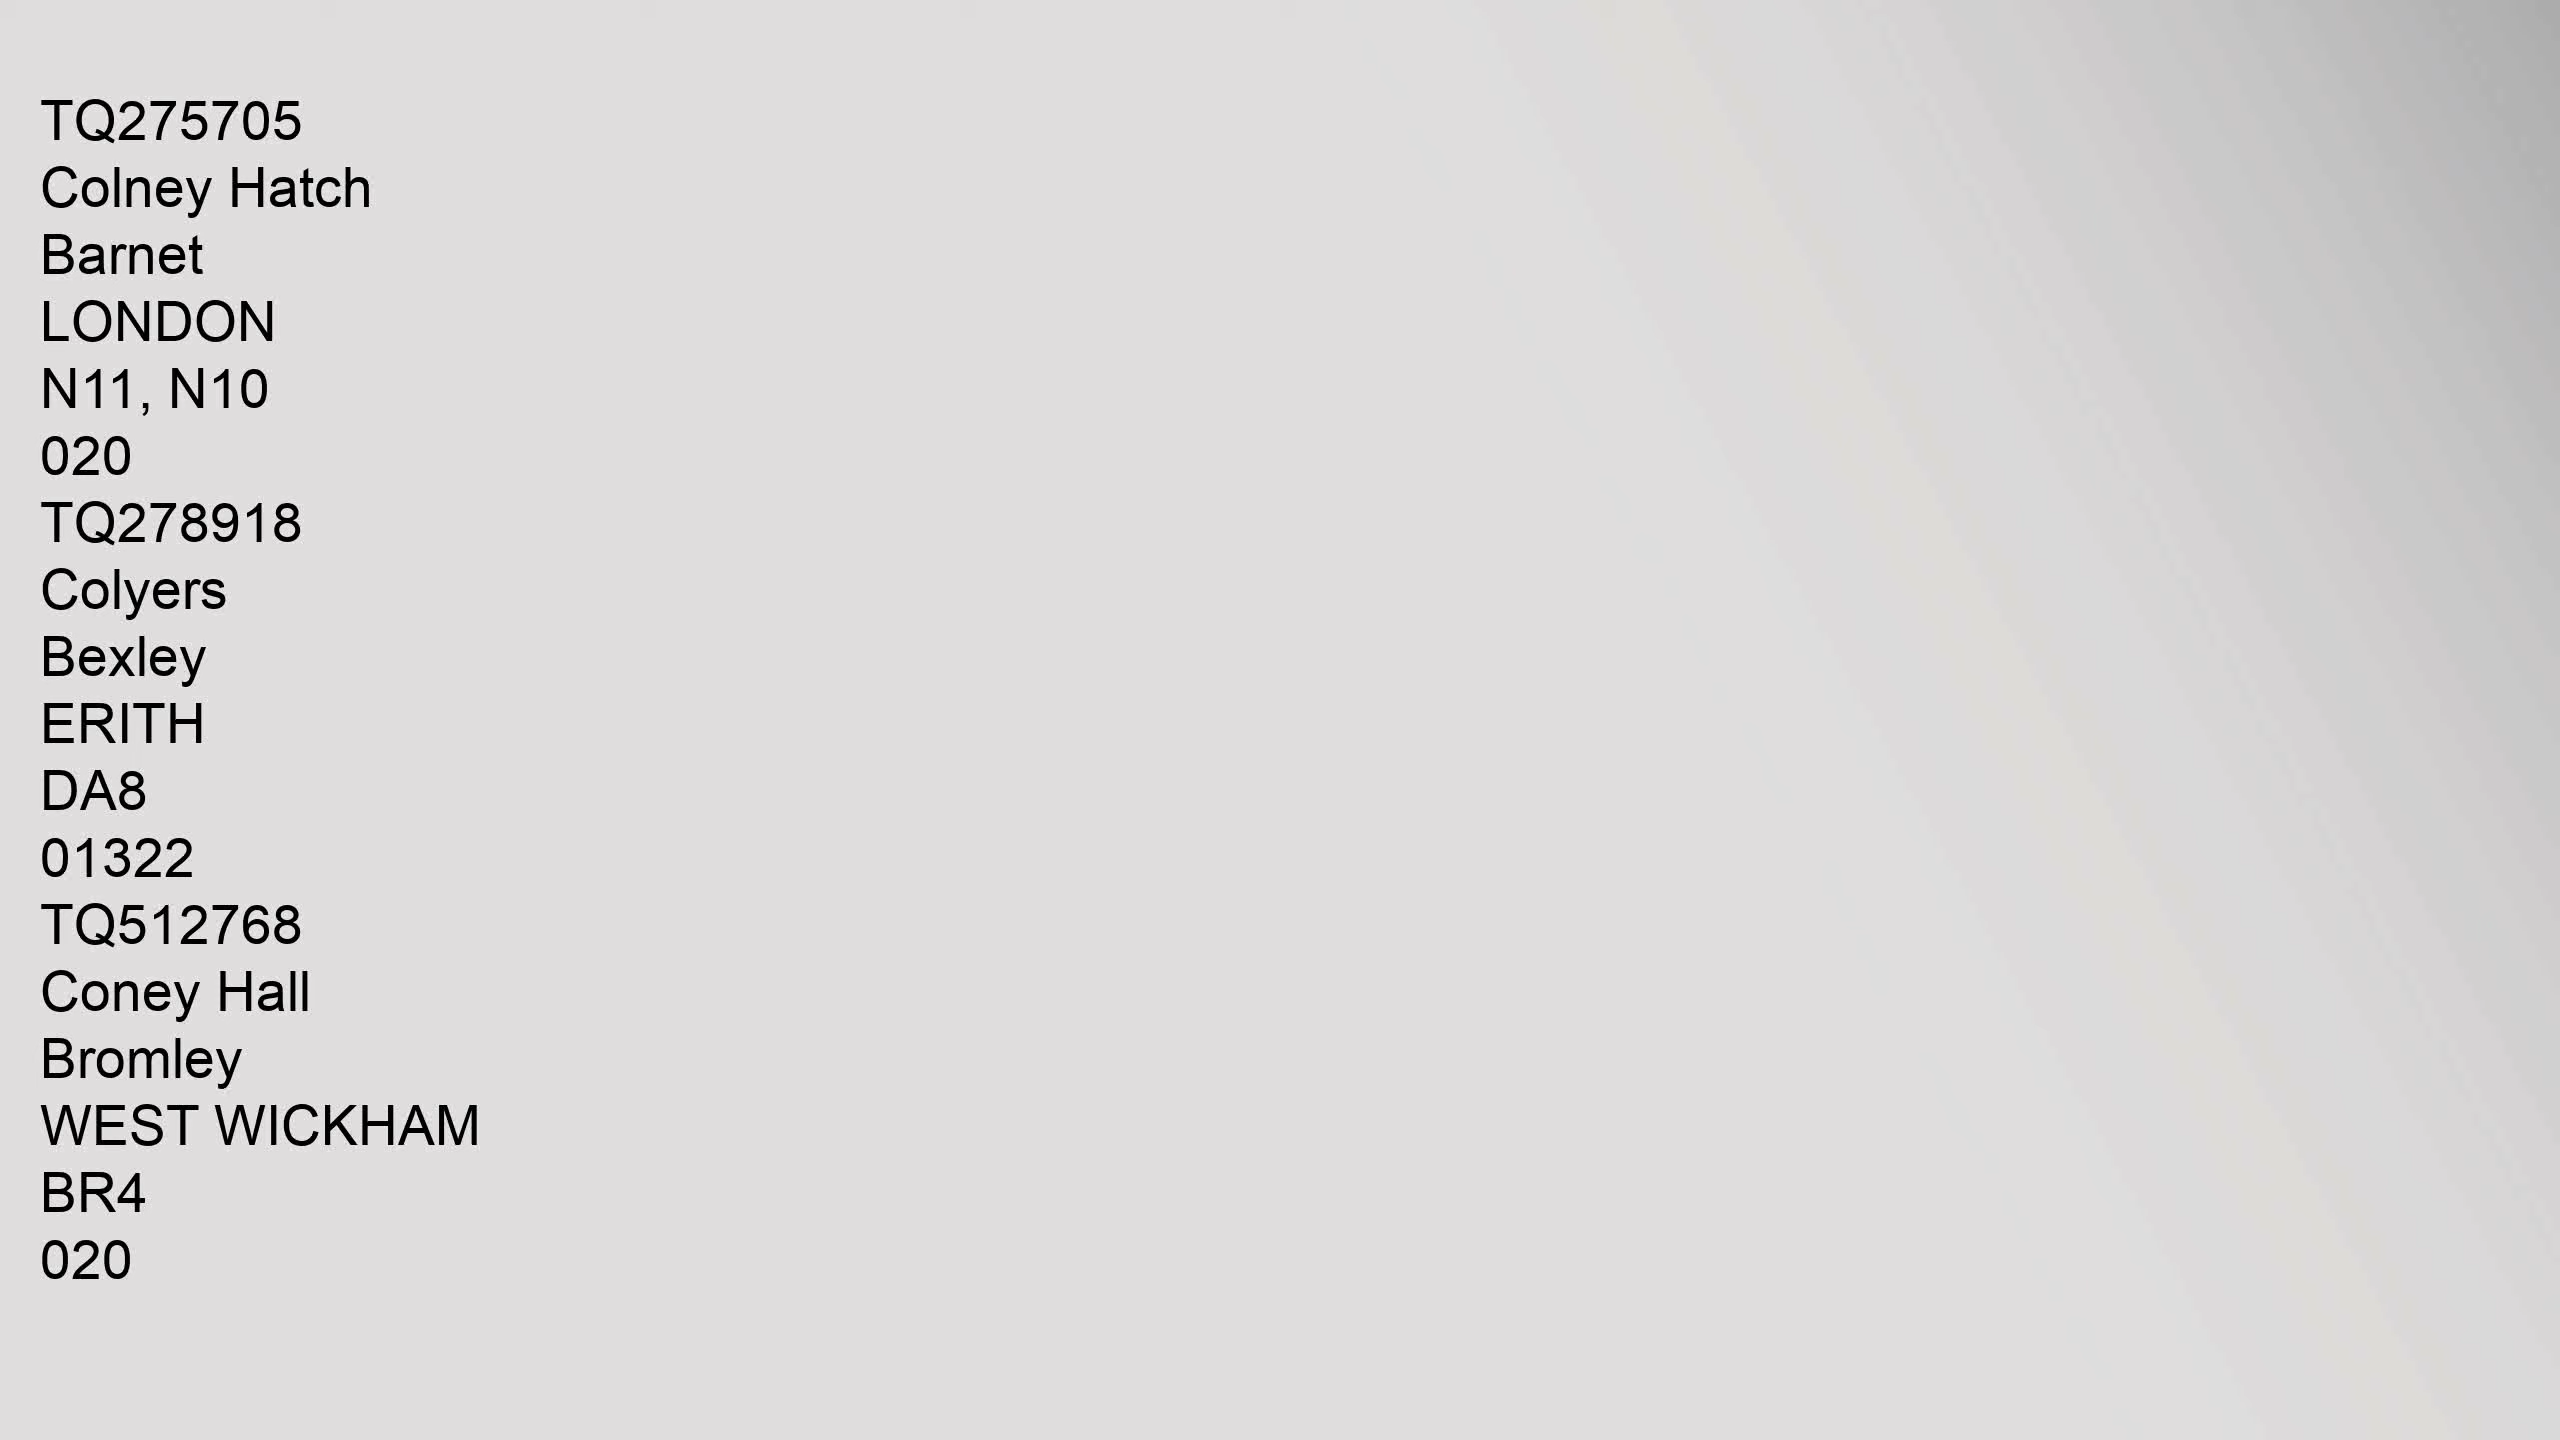 TQ275705
Colney Hatch
Barnet
LONDON
N11, N10
020
TQ278918
Colyers
Bexley
ERITH
DA8
01322
TQ512768
Coney Hall
Bromley
WEST WICKHAM
BR4
020